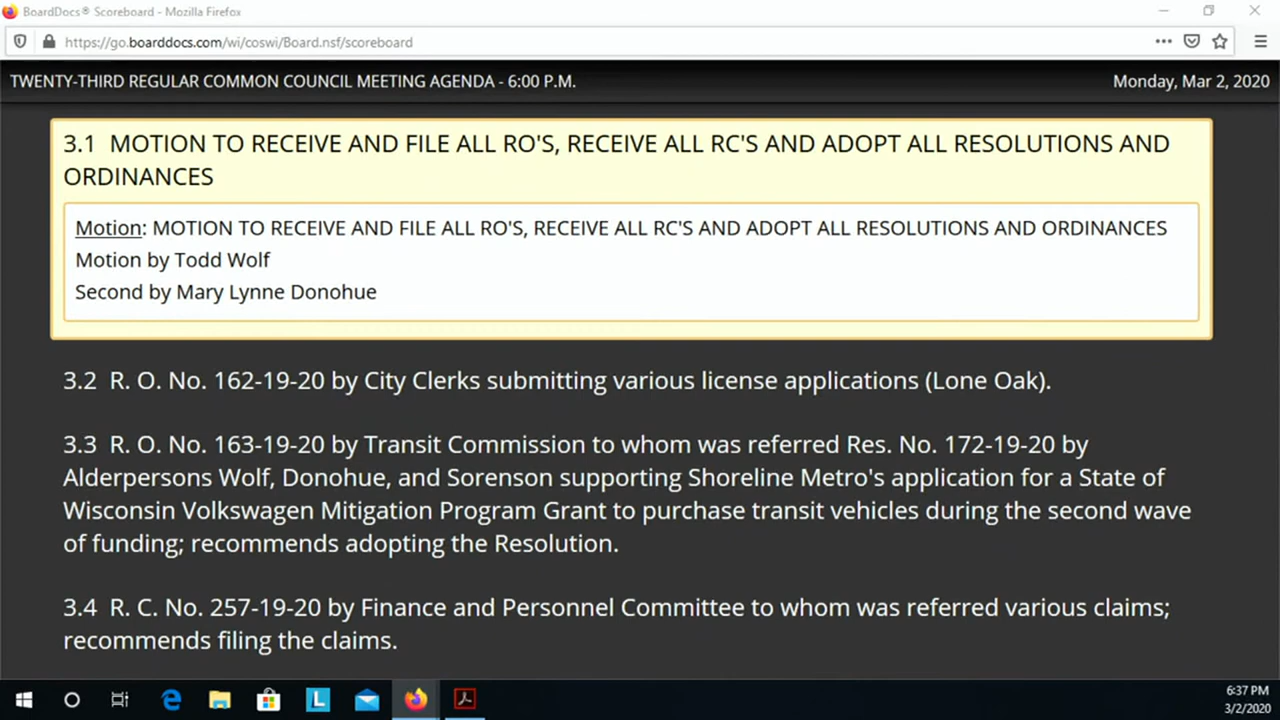 BoardDocs® Scoreboard - Mozilla Firefox
https://go.boarddocs.com/wi/coswi/Board.nsf/scoreboard
TWENTY-THIRD REGULAR COMMON COUNCIL MEETING AGENDA - 6:00 P.M.
Monday, Mar 2, 2020
3.1 MOTION TO RECEIVE AND FILE ALL RO'S, RECEIVE ALL RC'S AND ADOPT ALL RESOLUTIONS AND
ORDINANCES
Motion: MOTION TO RECEIVE AND FILE ALL RO'S, RECEIVE ALL RC'S AND ADOPT ALL RESOLUTIONS AND ORDINANCES
Motion by Todd Wolf
Second by Mary Lynne Donohue
3.2 R. O. No. 162-19-20 by City Clerks submitting various license applications (Lone Oak).
3.3 R. O. No. 163-19-20 by Transit Commission to whom was referred Res. No. 172-19-20 by
Alderpersons Wolf, Donohue, and Sorenson supporting Shoreline Metro's application for a State of
Wisconsin Volkswagen Mitigation Program Grant to purchase transit vehicles during the second wave
of funding; recommends adopting the Resolution.
3.4 R. C. No. 257-19-20 by Finance and Personnel Committee to whom was referred various claims;
recommends filing the claims.
L
6:37 PM
3/2/2020